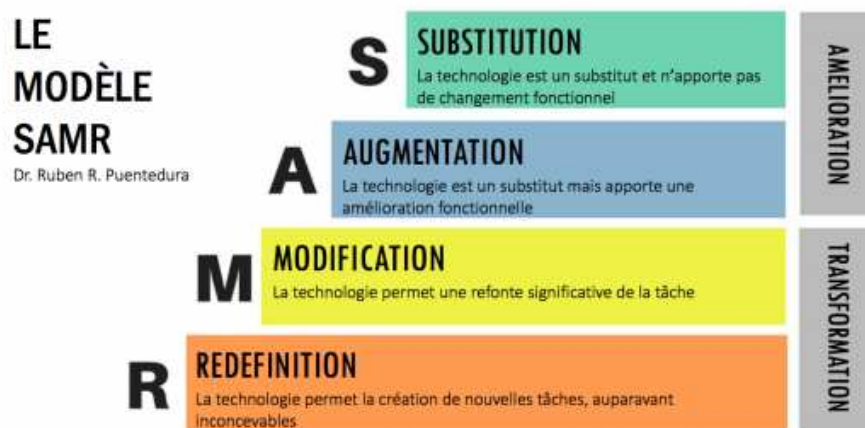 LE
MODÈLE
SAMR
Dr. Ruben R. Puentedura
S
SUBSTITUTION
La technologie est un substitut et n'apporte pas
de changement fonctionnel
A
AUGMENTATION
La technologie est un substitut mais apporte une
amélioration fonctionnelle
AMELIORATION
M
MODIFICATION
La technologie permet une refonte significative de la tâche
R
REDEFINITION
La technologie permet la création de nouvelles tâches, auparavant
inconcevables
TRANSFORMATION